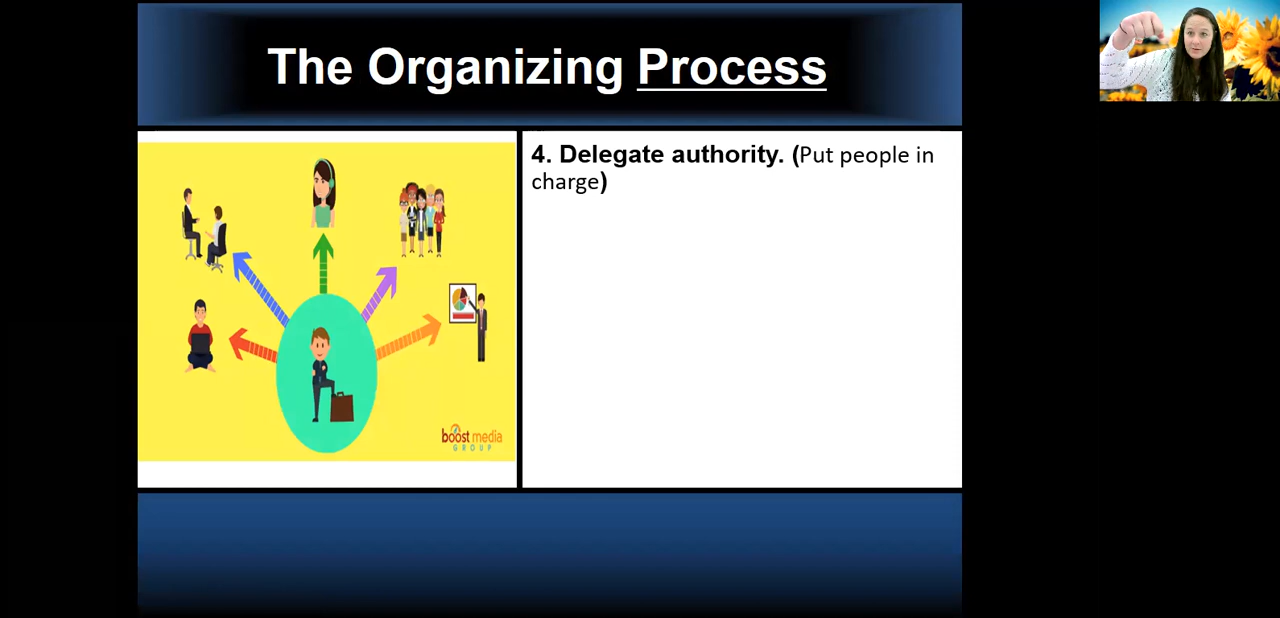 The Organizing Process
4. Delegate authority. (Put people in
charge)
boost media
GROUP